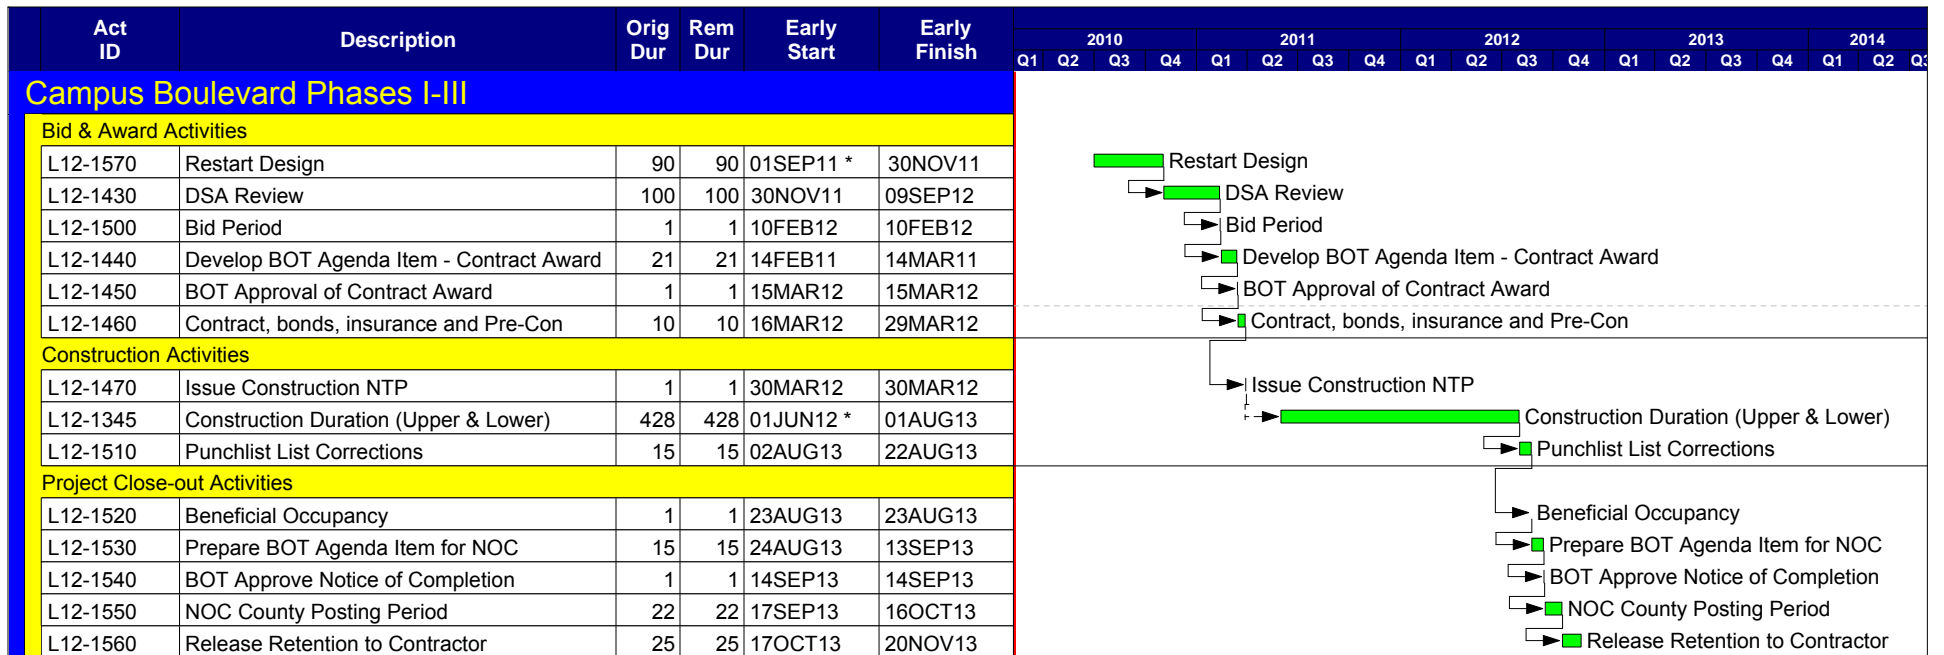 Act ID Description Orig Dur Rem Dur Early Start Early Finish
2010 2011 2012 2013 2014
Q1 Q2 Q3 Q4 Q1 Q2 Q3 Q4 Q1 Q2 Q3 Q4 Q1 Q2 Q3 Q4 Q1 Q2 Q3
Campus Boulevard Phases I-III
Bid & Award Activities
L12-1570 Restart Design 90 90 01SEP11 * 30NOV11 Restart Design
L12-1430 DSA Review 100 100 30NOV11 09SEP12 DSA Review
L12-1500 Bid Period 1 1 10FEB12 10FEB12 Bid Period
L12-1440 Develop BOT Agenda Item - Contract Award 21 21 14FEB11 14MAR11 Develop BOT Agenda Item - Contract Award
L12-1450 BOT Approval of Contract Award 1 1 15MAR12 15MAR12 BOT Approval of Contract Award
L12-1460 Contract, bonds, insurance and Pre-Con 10 10 16MAR12 29MAR12 Contract, bonds, insurance and Pre-Con
Construction Activities
L12-1470 Issue Construction NTP 1 1 30MAR12 30MAR12 Issue Construction NTP
L12-1345 Construction Duration (Upper & Lower) 428 428 01JUN12 * 01AUG13 Construction Duration (Upper & Lower)
L12-1510 Punchlist List Corrections 15 15 02AUG13 22AUG13 Punchlist List Corrections
Project Close-out Activities
L12-1520 Beneficial Occupancy 1 1 23AUG13 23AUG13 Beneficial Occupancy
L12-1530 Prepare BOT Agenda Item for NOC 15 15 24AUG13 13SEP13 Prepare BOT Agenda Item for NOC
L12-1540 BOT Approve Notice of Completion 1 1 14SEP13 14SEP13 BOT Approve Notice of Completion
L12-1550 NOC County Posting Period 22 22 17SEP13 16OCT13 NOC County Posting Period
L12-1560 Release Retention to Contractor 25 25 17OCT13 20NOV13 Release Retention to Contractor